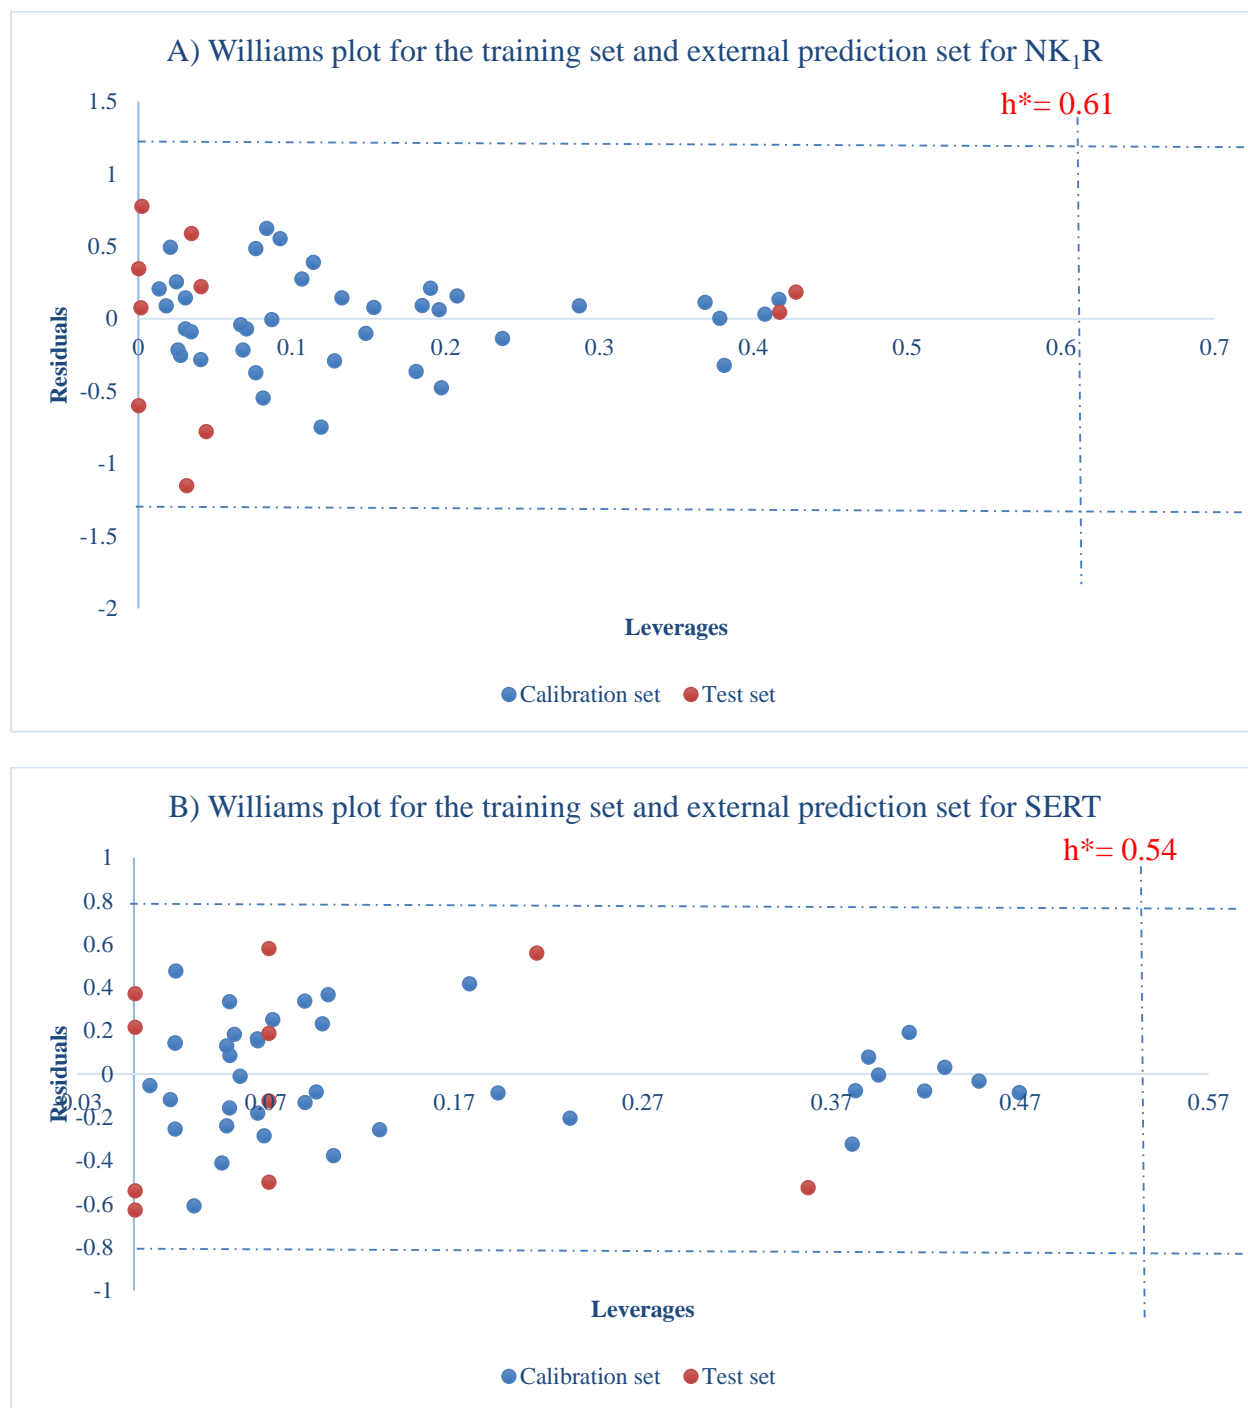 A) Williams plot for the training set and external prediction set for NK₁R
h*= 0.61
1.5
1
0.5
0
-0.5
-1
-1.5
-2
0 0.1 0.2 0.3 0.4 0.5 0.6 0.7
Residuals
Leverages
Calibration set Test set
B) Williams plot for the training set and external prediction set for SERT
h*= 0.54
1
0.8
0.6
0.4
0.2
0
-0.2
-0.4
-0.6
-0.8
-1
-0.03 0.07 0.17 0.27 0.37 0.47 0.57
Residuals
Leverages
Calibration set Test set